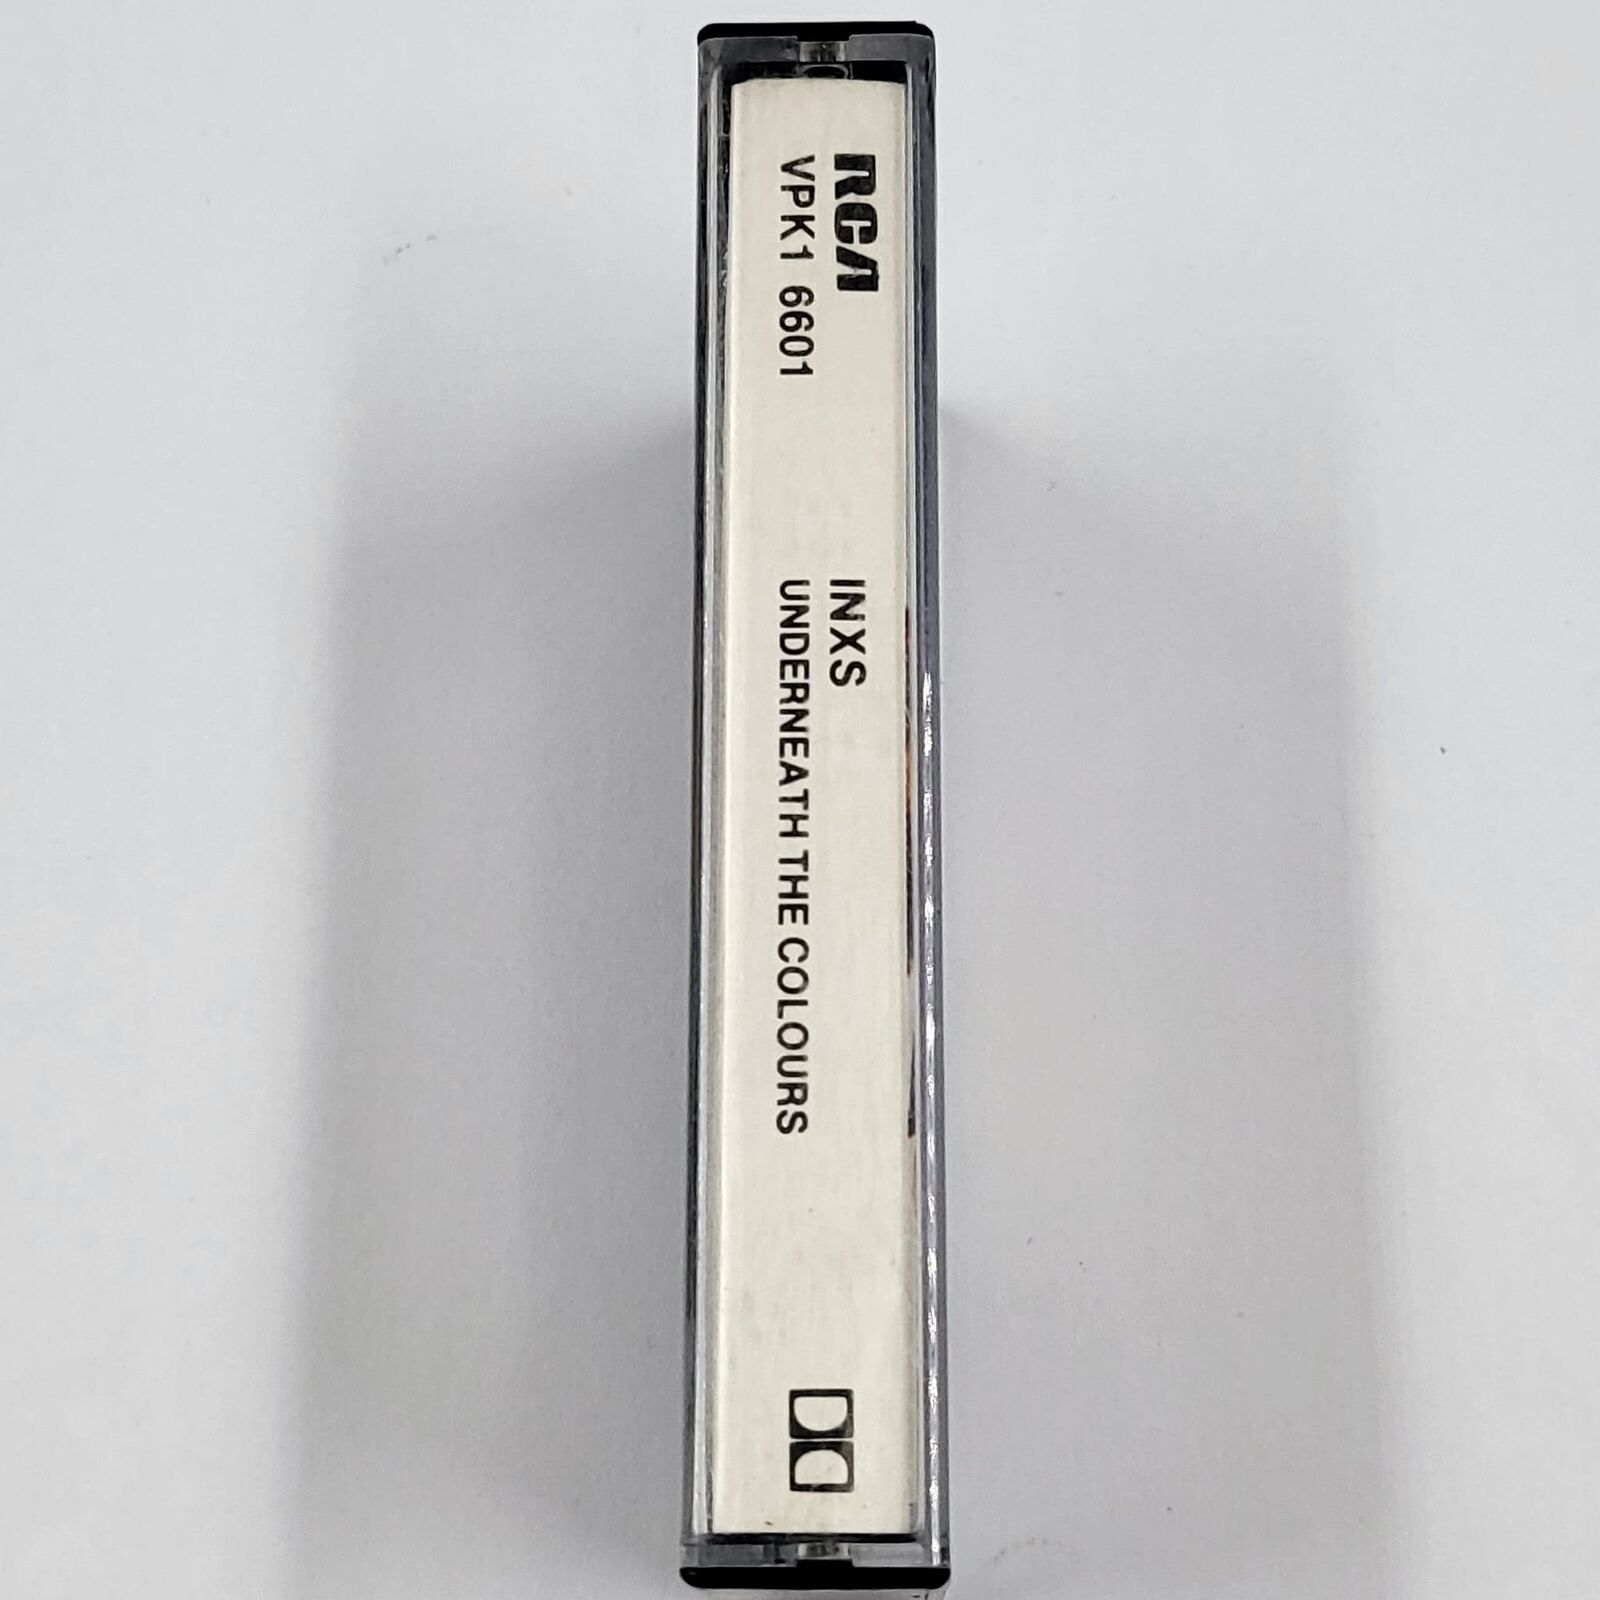 RCA
VPK1 6601
INXS
UNDERNEATH THE COLOURS